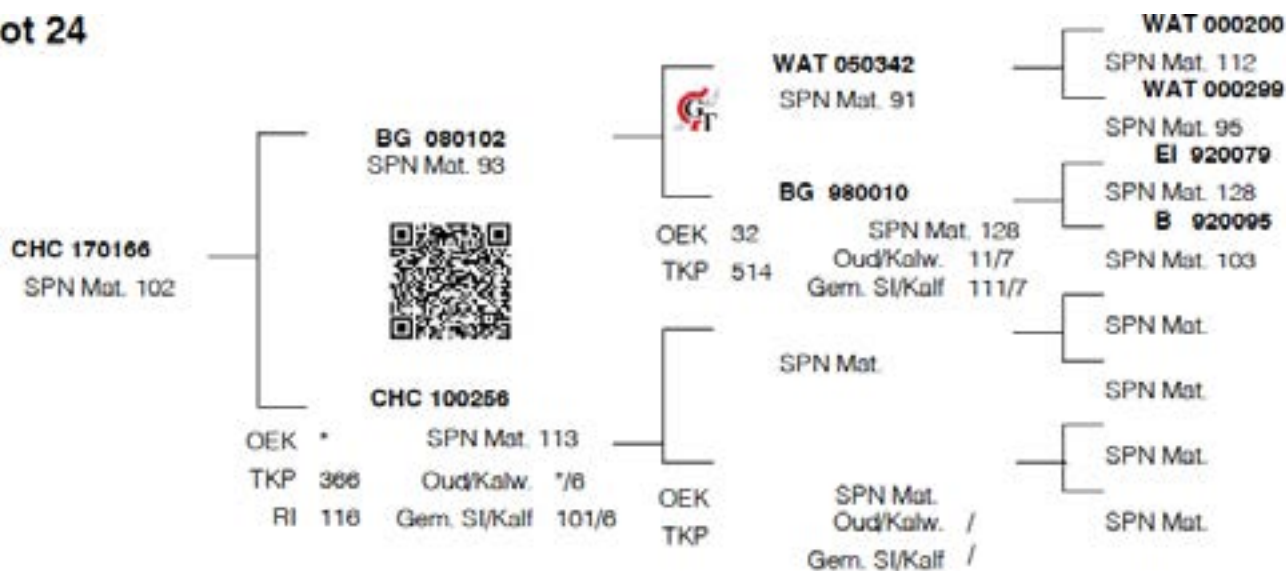 ot 24
CHC 170166
SPN Mat. 102
BG 080102
SPN Mat. 93
CHC 100256
OEK * SPN Mat. 113
TKP 366 Oud/Kalw. */6
RI 116 Gem. SI/Kalf 101/6
GT
WAT 050342
SPN Mat. 91
BG 980010
OEK 32 SPN Mat. 128
TKP 514 Oud/Kalw. 11/7
Gem. SI/Kalf 111/7
SPN Mat.
OEK SPN Mat.
TKP Oud/Kalw. /
Gem. SI/Kalf /
WAT 000200
SPN Mat. 112
WAT 000299
SPN Mat. 95
EI 920079
SPN Mat. 128
B 920095
SPN Mat. 103
SPN Mat.
SPN Mat.
SPN Mat.
SPN Mat.